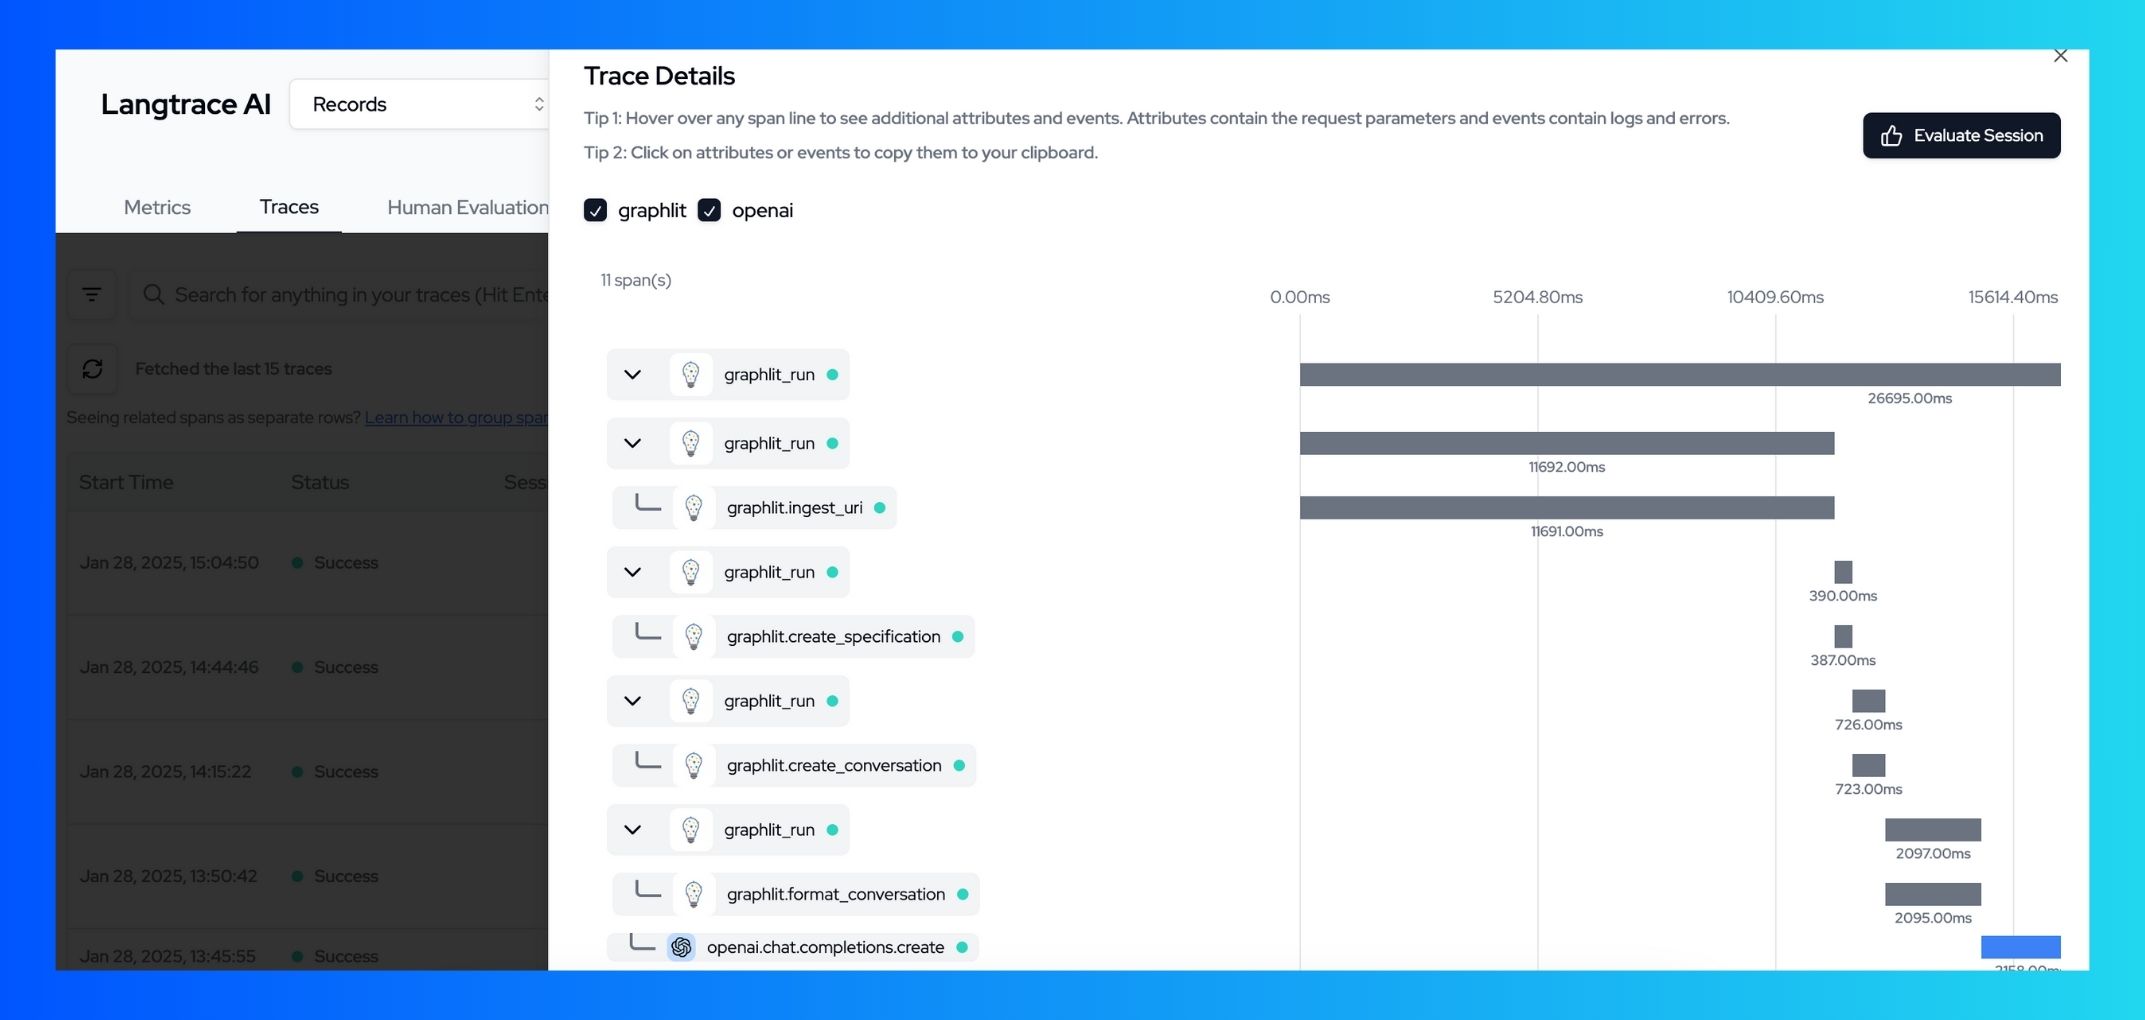 Langtrace AI
Records
Metrics
Traces
Human Evaluation
Search for anything in your traces (Hit Ente
Fetched the last 15 traces
Seeing related spans as separate rows? Learn how to group spar
Start Time Status Sess
Jan 28, 2025, 15:04:50 Success
Jan 28, 2025, 14:44:46 Success
Jan 28, 2025, 14:15:22 Success
Jan 28, 2025, 13:50:42 Success
Jan 28, 2025, 13:45:55 Success
Trace Details
Tip 1: Hover over any span line to see additional attributes and events. Attributes contain the request parameters and events contain logs and errors.
Tip 2: Click on attributes or events to copy them to your clipboard.
Evaluate Session
graphlit openai
11 span(s)
0.00ms 5204.80ms 10409.60ms 15614.40ms
graphlit_run
26695.00ms
graphlit_run
11692.00ms
graphlit.ingest_uri
11691.00ms
graphlit_run
390.00ms
graphlit.create_specification
387.00ms
graphlit_run
726.00ms
graphlit.create_conversation
723.00ms
graphlit_run
2097.00ms
graphlit.format_conversation
2095.00ms
openai.chat.completions.create